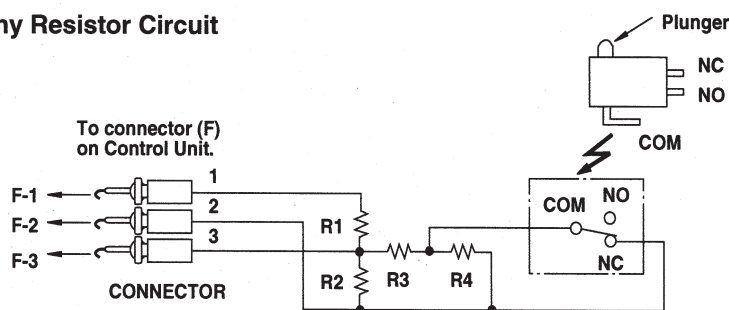 ny Resistor Circuit
Plunger
NC
NO
COM
To connector (F)
on Control Unit.
1
F-1
2
F-2
3
F-3
CONNECTOR
R1
R2
R3
R4
COM
NO
NC